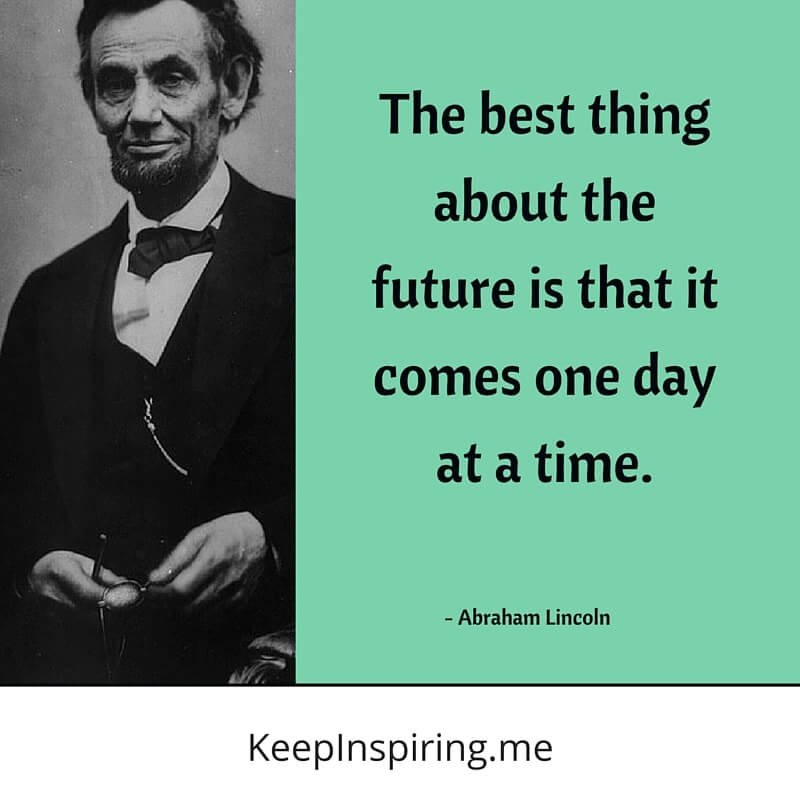 The best thing
about the
future is that it
comes one day
at a time.
- Abraham Lincoln
KeepInspiring.me